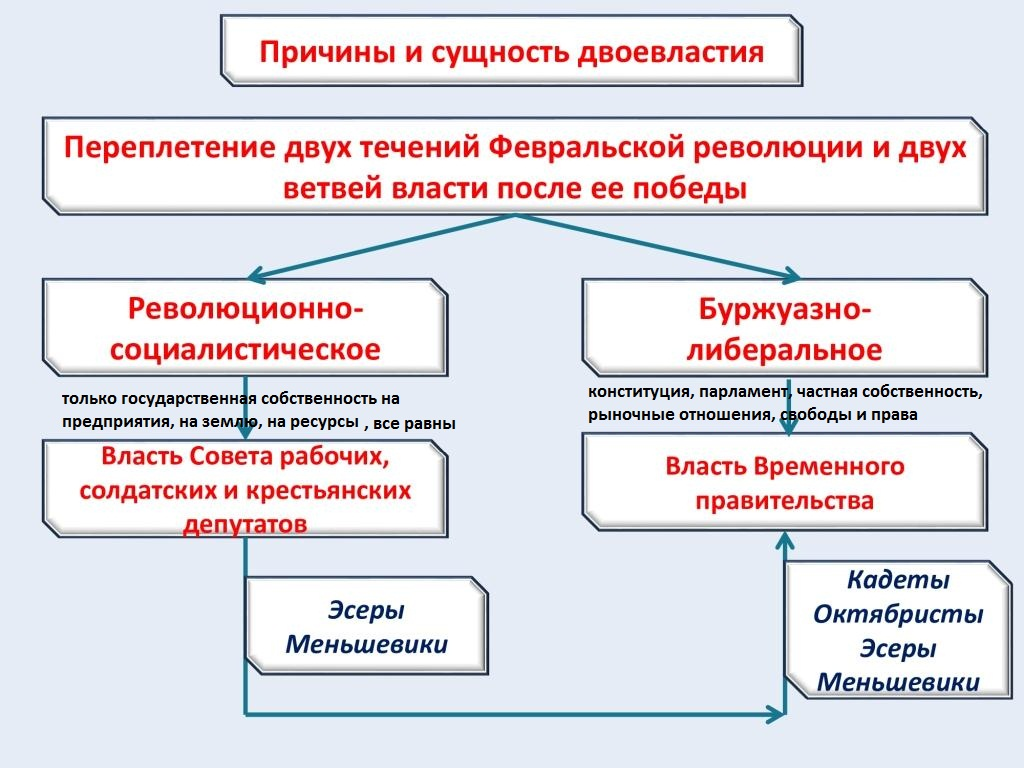 Причины и сущность двоевластия
Переплетение двух течений Февральской революции и двух
ветвей власти после ее победы
Революционно-
социалистическое
Буржуазно-
либеральное
только государственная собственность на
предприятия, на землю, на ресурсы , все равны
конституция, парламент, частная собственность,
рыночные отношения, свободы и права
Власть Совета рабочих,
солдатских и крестьянских
депутатов
Власть Временного
правительства
Эсеры
Меньшевики
Кадеты
Октябристы
Эсеры
Меньшевики